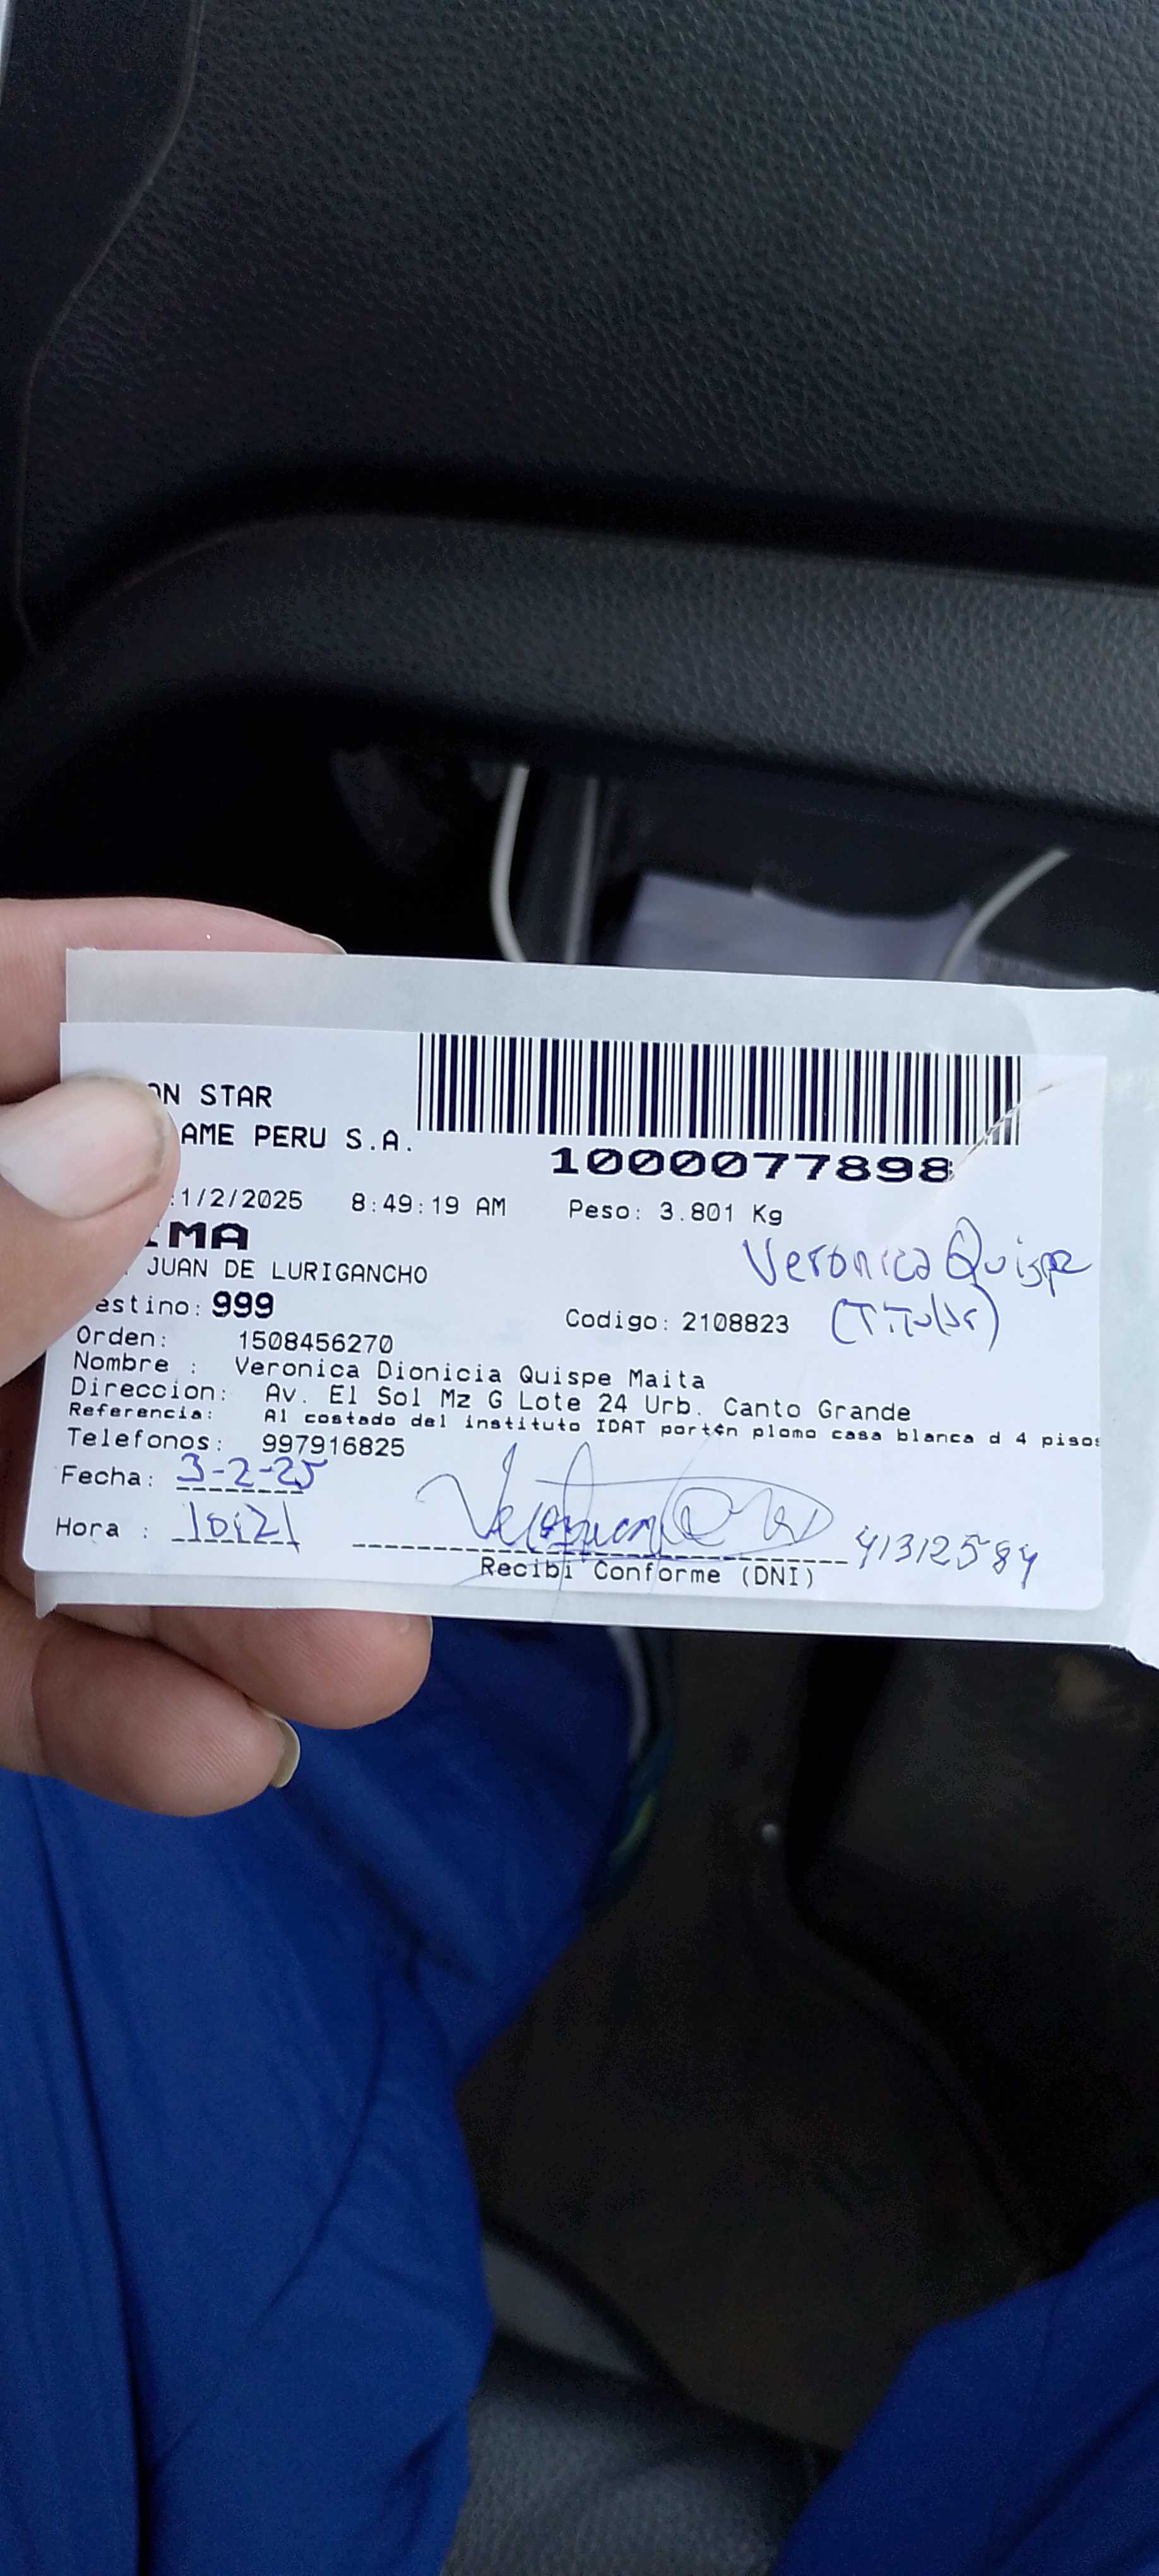 STAR
AME PERU S.A.
1000077898
1/2/2025 8:49:19 AM Peso: 3.801 Kg
IMA
JUAN DE LURIGANCHO
Veronica Quispe
(Titular)
estino: 999 Codigo: 2108823
Orden: 1508456270
Nombre : Veronica Dionicia Quispe Maita
Direccion: Av. El Sol Mz G Lote 24 Urb. Canto Grande
Referencia: Al costado del instituto IDAT portón plomo casa blanca d 4 pisos
Telefonos: 997916825
Fecha: 3-2-25
Hora : 10:21
41312584
Recibi Conforme (DNI)